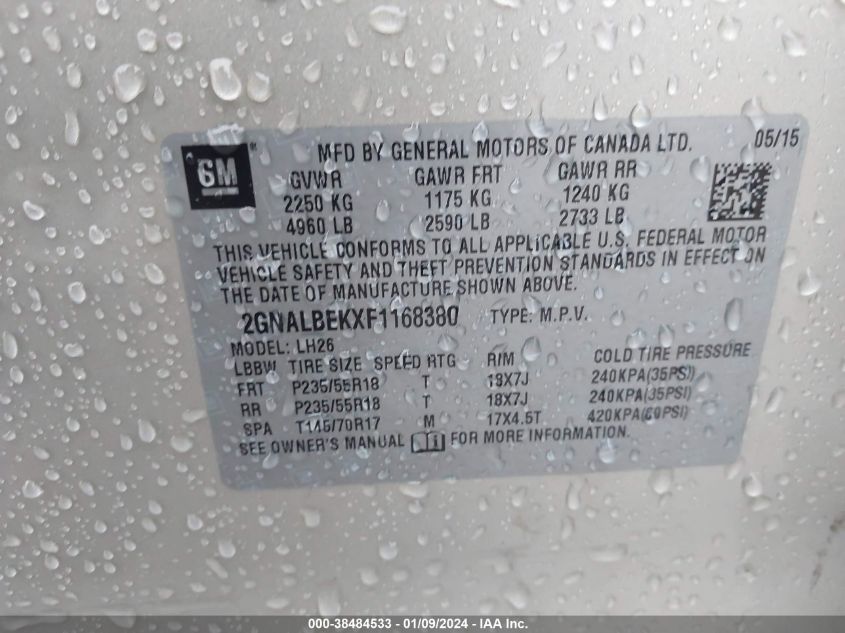 GM
MFD BY GENERAL MOTORS OF CANADA LTD. 05/15
GVWR GAWR FRT GAWR RR
2250 KG 1175 KG 1240 KG
4960 LB 2590 LB 2733 LB
THIS VEHICLE CONFORMS TO ALL APPLICABLE U.S. FEDERAL MOTOR
VEHICLE SAFETY AND THEFT PREVENTION STANDARDS IN EFFECT ON
THE DATE OF MANUFACTURE SHOWN ABOVE.
2GNALBEKXF1168380 TYPE: M.P.V.
MODEL: LH26
LBBW TIRE SIZE SPEED RTG RIM COLD TIRE PRESSURE
FRT P235/55R18 T 18X7J 240KPA(35PSI)
RR P235/55R18 T 18X7J 240KPA(35PSI)
SPA T145/70R17 M 17X4.5T 420KPA(60PSI)
SEE OWNER'S MANUAL FOR MORE INFORMATION.
000-38484533 - 01/09/2024 - IAA Inc.